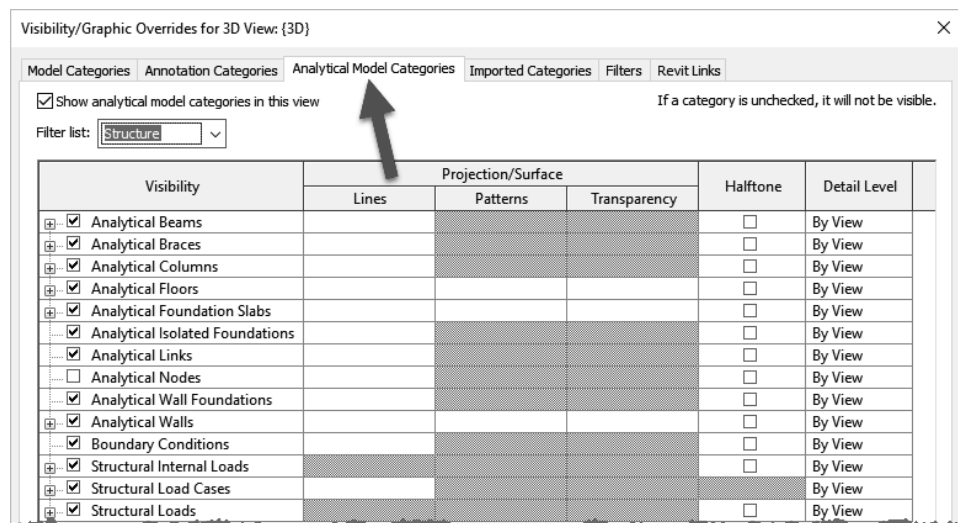 Visibility/Graphic Overrides for 3D View: {3D}
Model Categories Annotation Categories Analytical Model Categories Imported Categories Filters Revit Links
Show analytical model categories in this view If a category is unchecked, it will not be visible.
Filter list: Structure
Visibility Projection/Surface Halftone Detail Level
Lines Patterns Transparency
Analytical Beams By View
Analytical Braces By View
Analytical Columns By View
Analytical Floors By View
Analytical Foundation Slabs By View
Analytical Isolated Foundations By View
Analytical Links By View
Analytical Nodes By View
Analytical Wall Foundations By View
Analytical Walls By View
Boundary Conditions By View
Structural Internal Loads By View
Structural Load Cases By View
Structural Loads By View